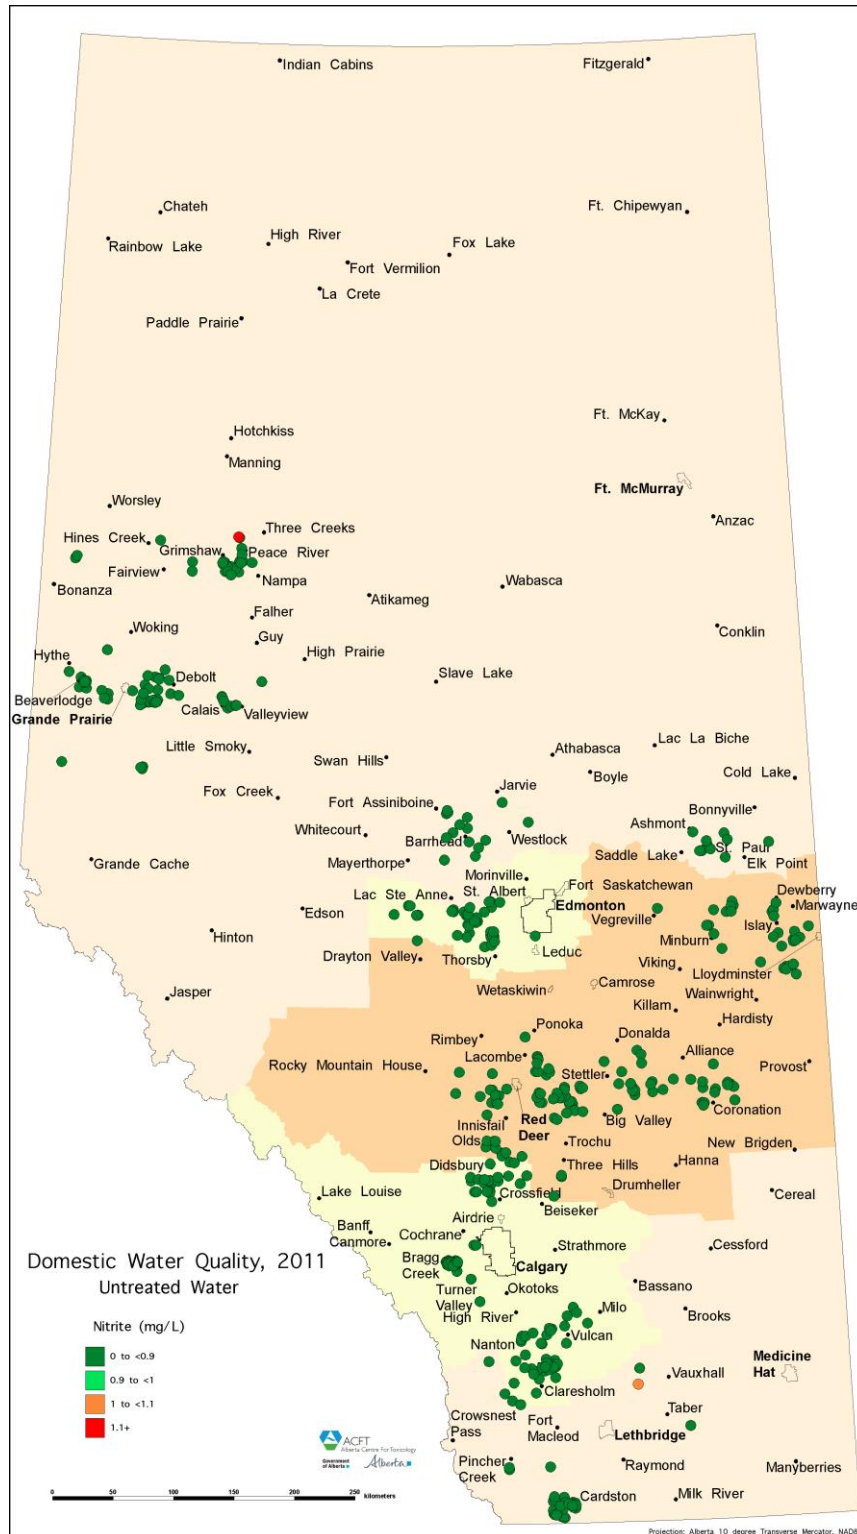 Indian Cabins
Fitzgerald
Chateh
Ft. Chipewyan
Rainbow Lake
High River
Fox Lake
Fort Vermilion
La Crete
Paddle Prairie
Ft. McKay
Hotchkiss
Manning
Ft. McMurray
Worsley
Anzac
Hines Creek
Three Creeks
Grimshaw
Peace River
Fairview
Nampa
Bonanza
Wabasca
Atikameg
Falher
Woking
Guy
Conklin
Hythe
High Prairie
Slave Lake
Debolt
Beaverlodge
Calais
Valleyview
Grande Prairie
Little Smoky
Swan Hills
Athabasca
Lac La Biche
Boyle
Cold Lake
Fox Creek
Fort Assiniboine
Jarvie
Bonnyville
Ashmont
Whitecourt
Barrhead
Westlock
St. Paul
Saddle Lake
Elk Point
Grande Cache
Mayerthorpe
Morinville
Lac Ste Anne
St. Albert
Fort Saskatchewan
Dewberry
Marwayne
Edmonton
Vegreville
Islay
Edson
Hinton
Minburn
Drayton Valley
Thorsby
Leduc
Viking
Lloydminster
Wetaskiwin
Camrose
Wainwright
Jasper
Killam
Hardisty
Rimbey
Ponoka
Donalda
Lacombe
Alliance
Rocky Mountain House
Stettler
Provost
Coronation
Innisfail
Red
Deer
Big Valley
Olds
Trochu
New Brigden
Didsbury
Three Hills
Hanna
Drumheller
Lake Louise
Crossfield
Cereal
Beiseker
Airdrie
Banff
Canmore
Cochrane
Strathmore
Cessford
Domestic Water Quality, 2011
Untreated Water
Bragg
Creek
Calgary
Turner
Valley
Okotoks
Bassano
High River
Milo
Brooks
Nitrite (mg/L)
0 to <0.9
0.9 to <1
1 to <1.1
1.1+
Nanton
Vulcan
Medicine
Hat
Vauxhall
Claresholm
Taber
Crowsnest
Pass
Fort
Macleod
Lethbridge
ACFT
Alberta Centre For Toxicology
Government
of Alberta
Alberta
Pincher
Creek
Raymond
Manyberries
Cardston
Milk River
0 50 100 150 200 250
kilometers
Projection: Alberta 10 degree Transverse Mercator, NAD8